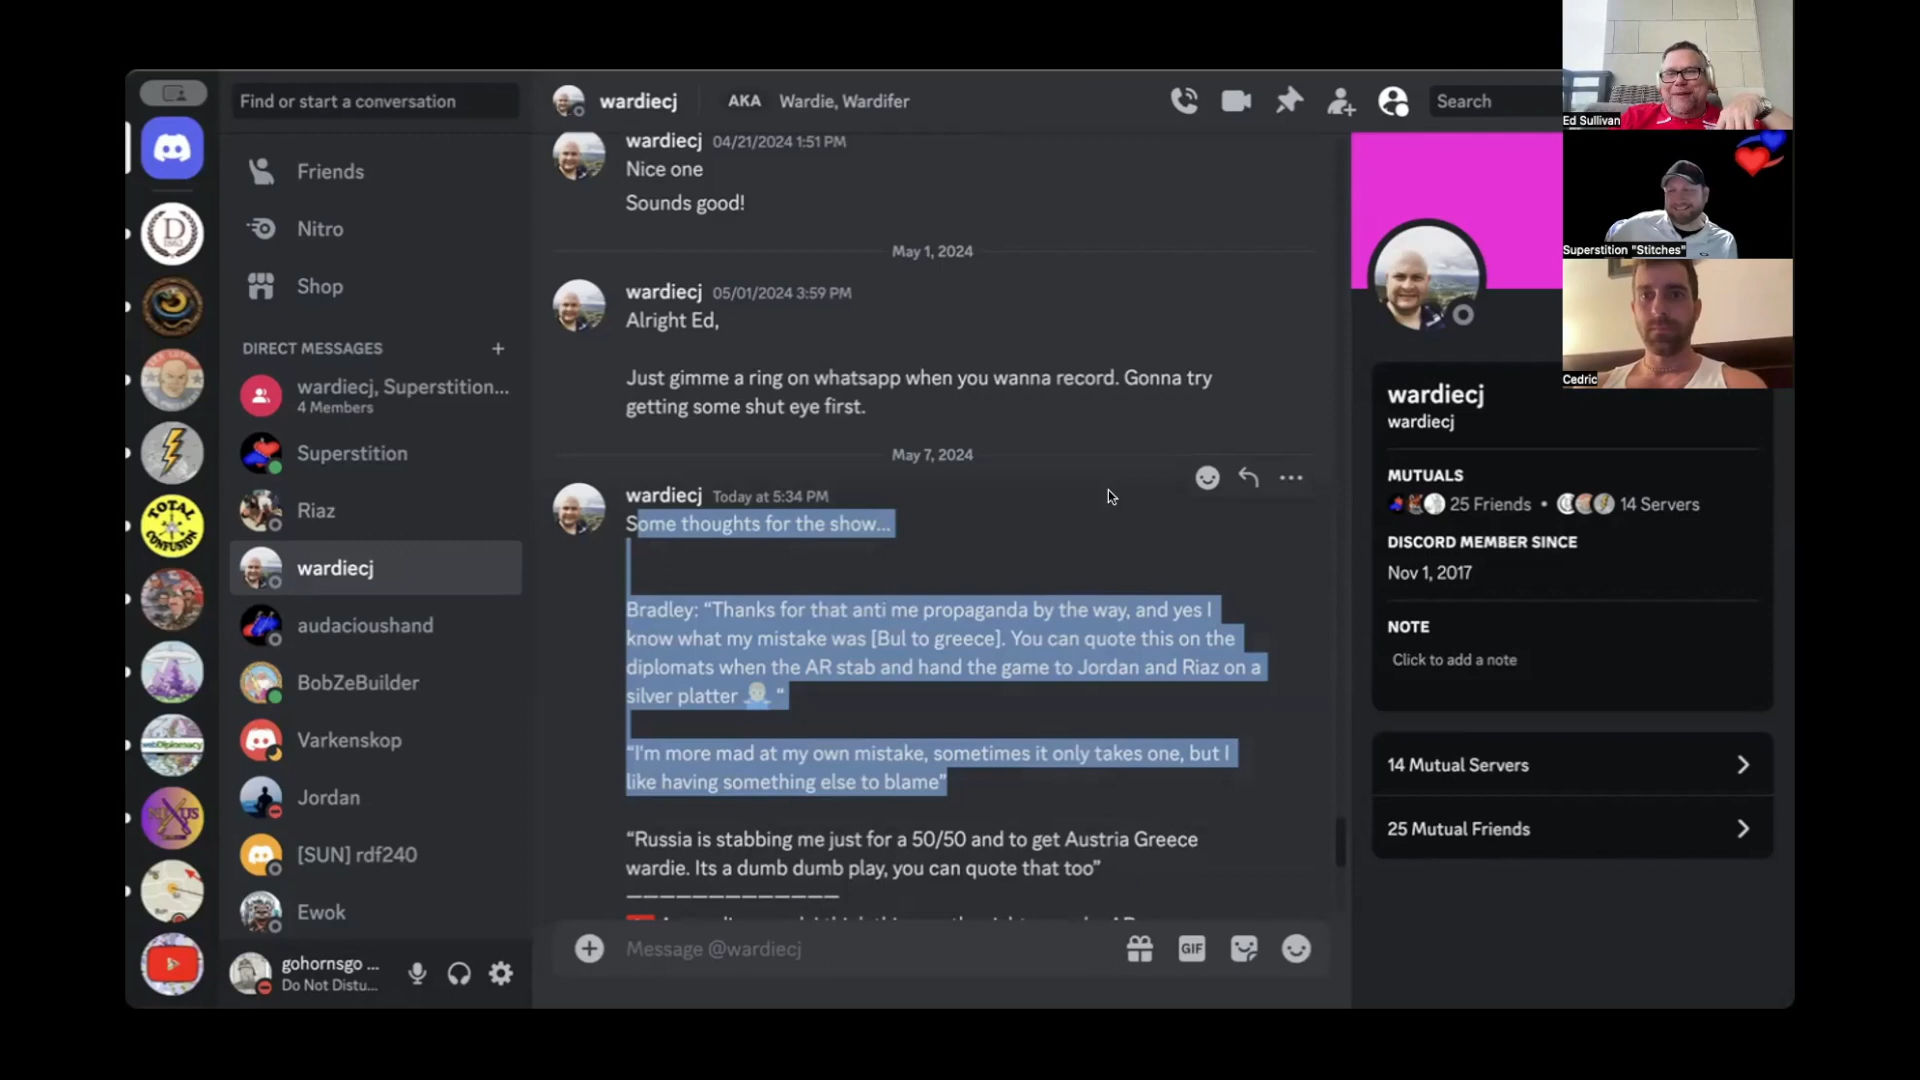 Find or start a conversation
Friends
Nitro
Shop
DIRECT MESSAGES
wardiecj, Superstition...
4 Members
Superstition
Riaz
wardiecj
audacioushand
BobZeBuilder
Varkenskop
Jordan
[SUN] rdf240
Ewok
gohornsgo ...
Do Not Distu...
D
1862
TOTAL
CONFUSION
webDiplomacy
NEXUS
wardiecj
AKA
Wardie, Wardifer
Search
wardiecj 04/21/2024 1:51 PM
Nice one
Sounds good!
May 1, 2024
wardiecj 05/01/2024 3:59 PM
Alright Ed,
Just gimme a ring on whatsapp when you wanna record. Gonna try
getting some shut eye first.
May 7, 2024
wardiecj Today at 5:34 PM
Some thoughts for the show...
Bradley: “Thanks for that anti me propaganda by the way, and yes I
know what my mistake was [Bul to greece]. You can quote this on the
diplomats when the AR stab and hand the game to Jordan and Riaz on a
silver platter “
“I'm more mad at my own mistake, sometimes it only takes one, but I
like having something else to blame”
“Russia is stabbing me just for a 50/50 and to get Austria Greece
wardie. Its a dumb dumb play, you can quote that too”
—————————————
Message @wardiecj
GIF
wardiecj
wardiecj
MUTUALS
25 Friends • 14 Servers
DISCORD MEMBER SINCE
Nov 1, 2017
NOTE
Click to add a note
14 Mutual Servers
25 Mutual Friends
Ed Sullivan
Superstition "Stitches"
Cedric